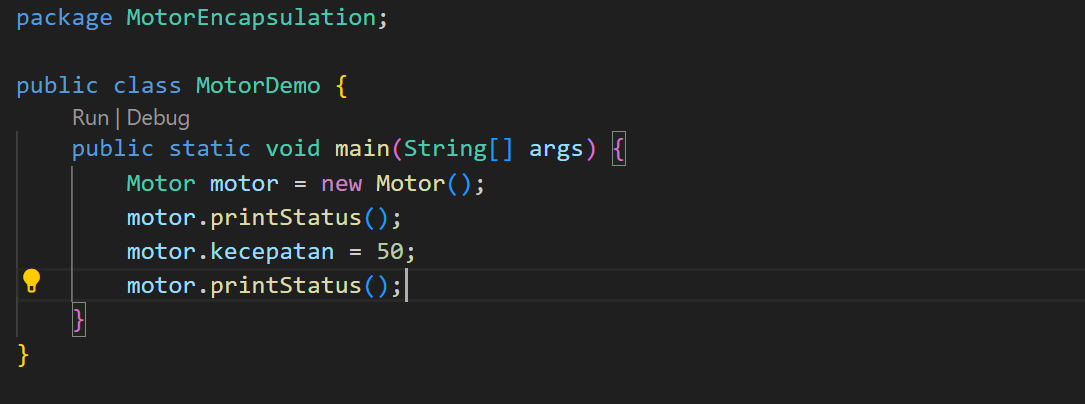 package MotorEncapsulation;
public class MotorDemo {
Run | Debug
public static void main(String[] args) {
Motor motor = new Motor();
motor.printStatus();
motor.kecepatan = 50;
motor.printStatus();
}
}